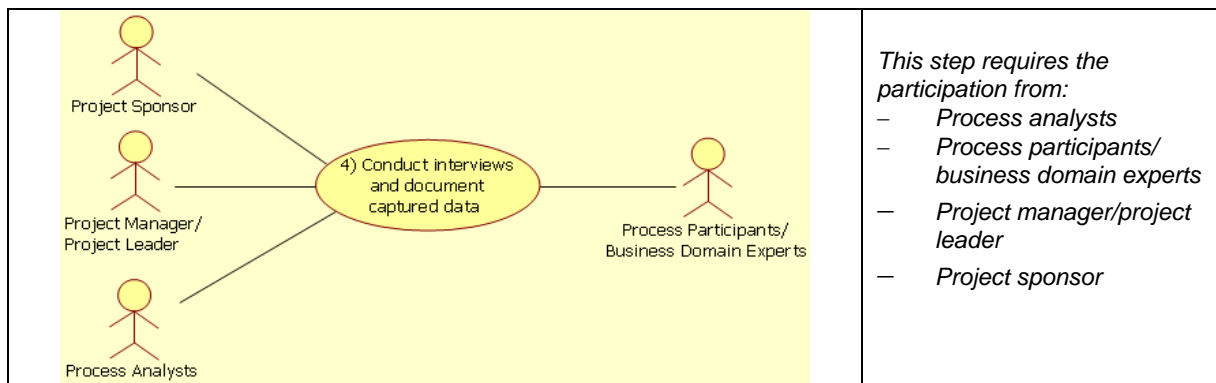 Project Sponsor
Project Manager/
Project Leader
Process Analysts
4) Conduct interviews
and document
captured data
Process Participants/
Business Domain Experts
This step requires the
participation from:
– Process analysts
– Process participants/
business domain experts
– Project manager/project
leader
– Project sponsor